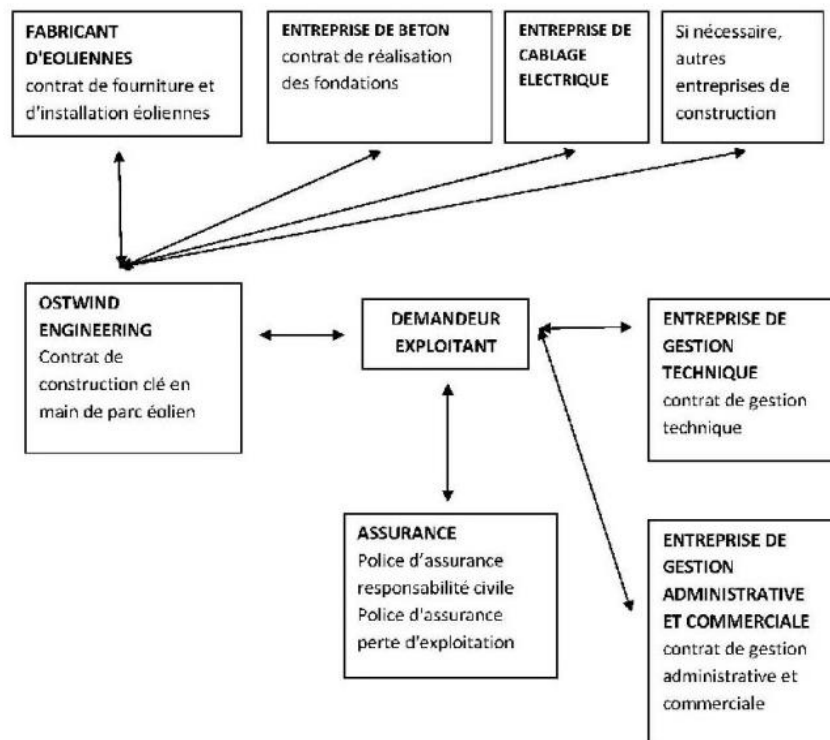 FABRICANT
D'EOLIENNES
contrat de fourniture et
d'installation éoliennes
ENTREPRISE DE BETON
contrat de réalisation
des fondations
ENTREPRISE DE
CABLAGE
ELECTRIQUE
Si nécessaire,
autres
entreprises de
construction
OSTWIND
ENGINEERING
Contrat de
construction clé en
main de parc éolien
DEMANDEUR
EXPLOITANT
ENTREPRISE DE
GESTION
TECHNIQUE
contrat de gestion
technique
ASSURANCE
Police d'assurance
responsabilité civile
Police d'assurance
perte d'exploitation
ENTREPRISE DE
GESTION
ADMINISTRATIVE
ET COMMERCIALE
contrat de gestion
administrative et
commerciale